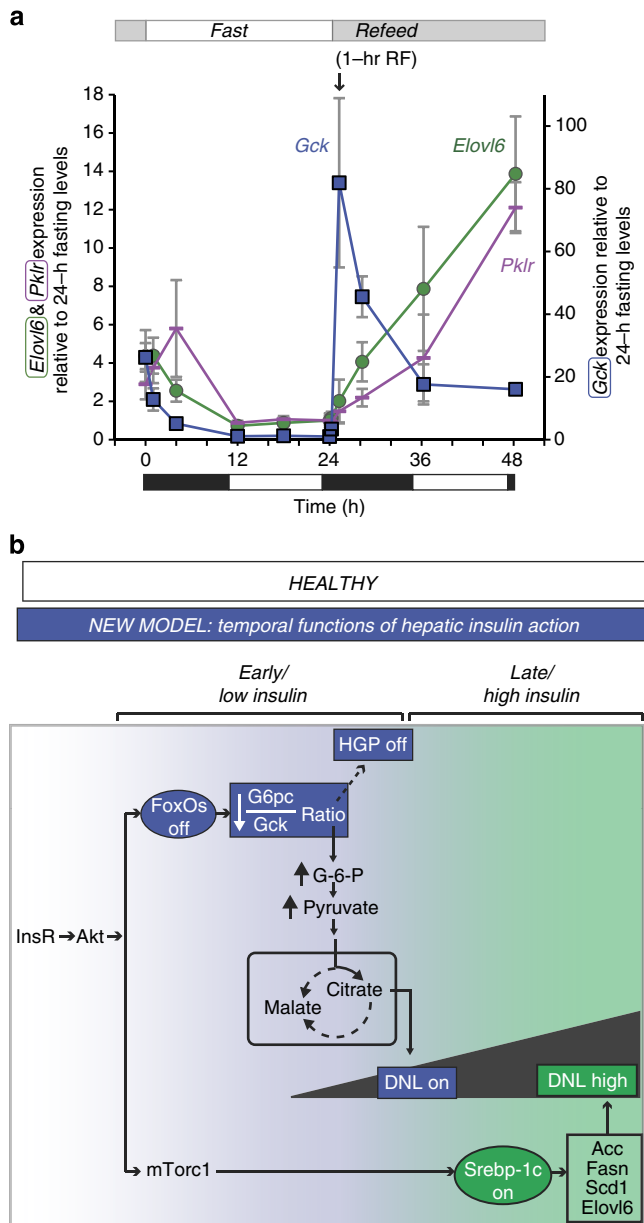 a
Fast
Refeed
(1–hr RF)
18
16
14
12
10
8
6
4
2
0
Elovl6 & Pklr expression
relative to 24–h fasting levels
Gck
Elovl6
Pklr
100
80
60
40
20
0
Gck expression relative to
24–h fasting levels
0
12
24
36
48
Time (h)
b
HEALTHY
NEW MODEL: temporal functions of hepatic insulin action
Early/
low insulin
Late/
high insulin
HGP off
FoxOs
off
G6pc
Gck
Ratio
G-6-P
Pyruvate
InsR
Akt
Citrate
Malate
DNL on
DNL high
mTorc1
Srebp-1c
on
Acc
Fasn
Scd1
Elovl6